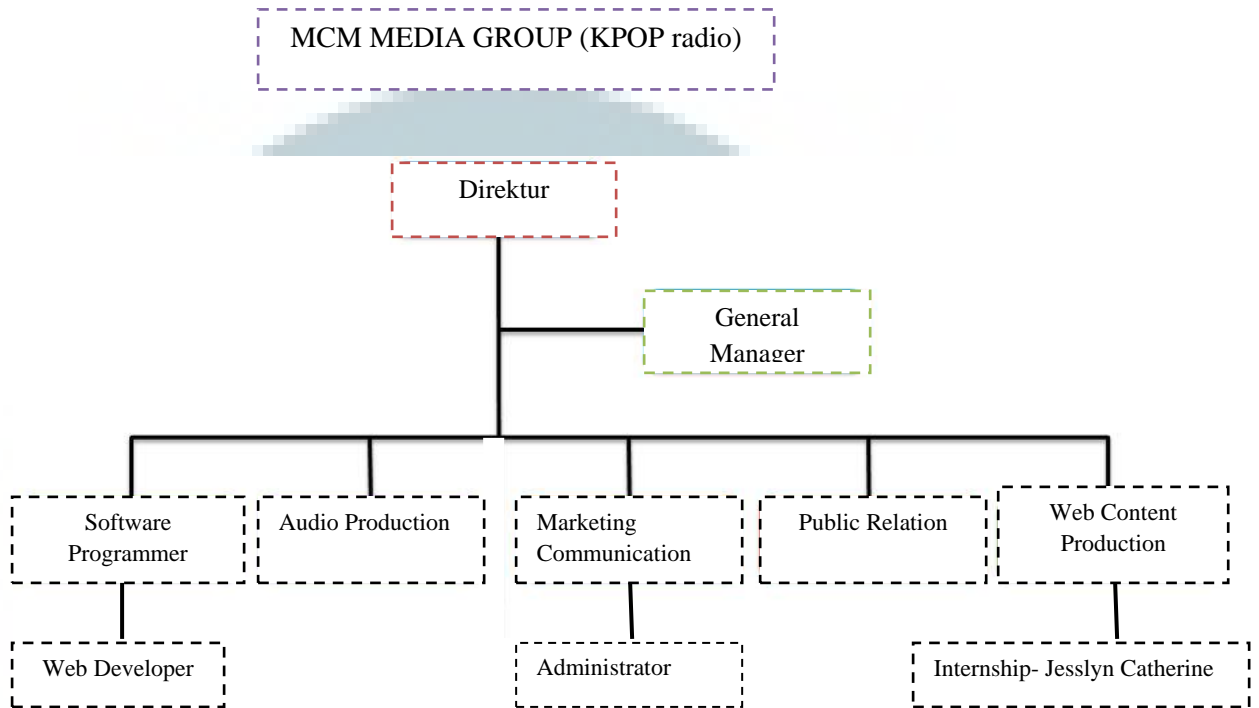 MCM MEDIA GROUP (KPOP radio)
Direktur
General
Manager
Software
Programmer
Audio Production
Marketing
Communication
Public Relation
Web Content
Production
Web Developer
Administrator
Internship- Jesslyn Catherine